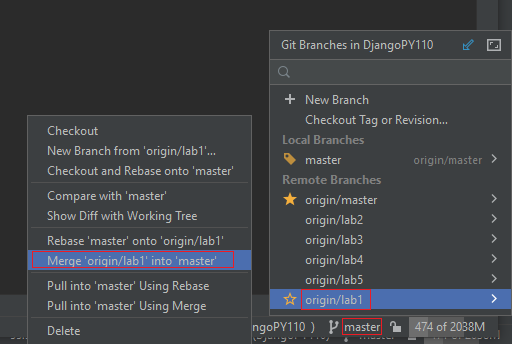 Git Branches in DjangoPY110
+ New Branch
Checkout Tag or Revision...
Local Branches
master origin/master
Remote Branches
origin/master
origin/lab2
origin/lab3
origin/lab4
origin/lab5
origin/lab1
Checkout
New Branch from 'origin/lab1'...
Checkout and Rebase onto 'master'
Compare with 'master'
Show Diff with Working Tree
Rebase 'master' onto 'origin/lab1'
Merge 'origin/lab1' into 'master'
Pull into 'master' Using Rebase
Pull into 'master' Using Merge
Delete
ngoPY110 ) master 474 of 2038M